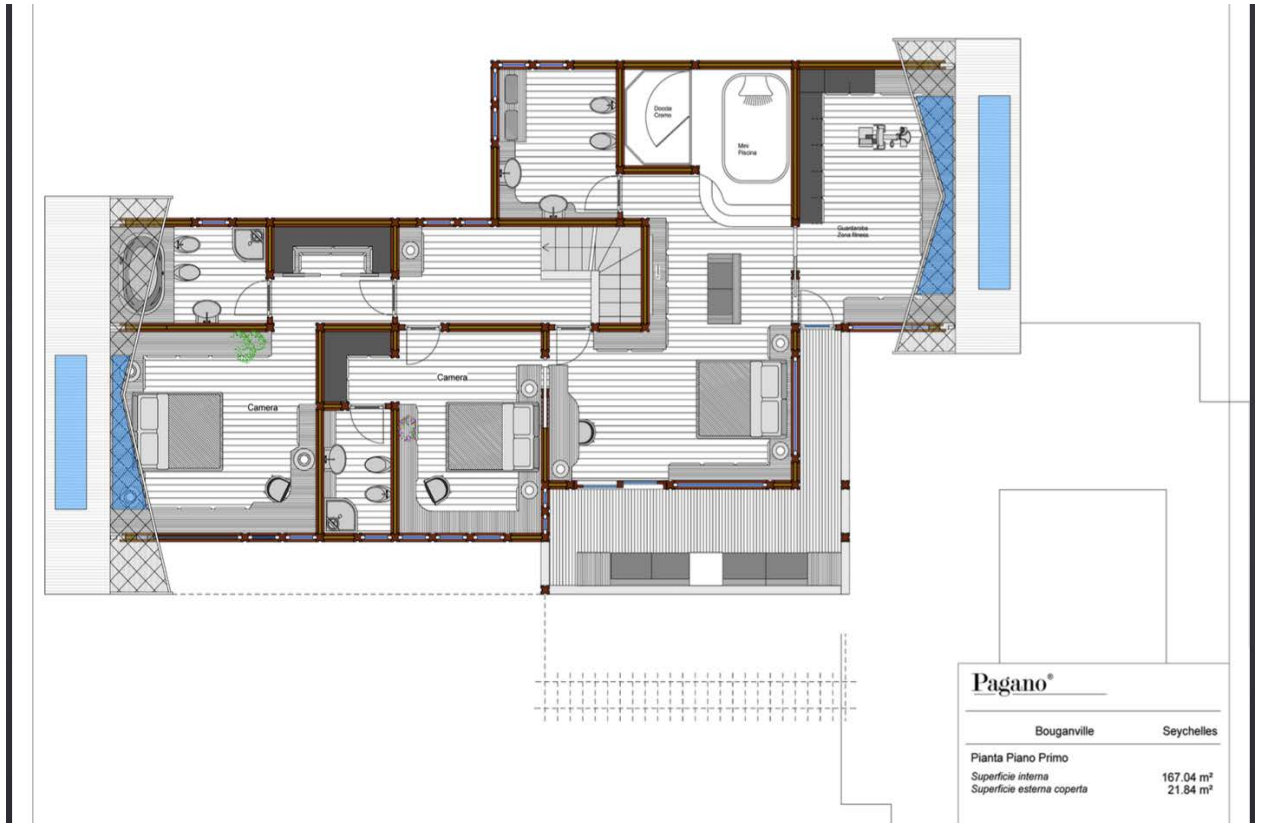 Doccia
Cromo
Mini
Piscina
Guardaroba
Zona fitness
Camera
Camera
Pagano®
Bouganville Seychelles
Pianta Piano Primo
Superficie interna 167.04 m²
Superficie esterna coperta 21.84 m²